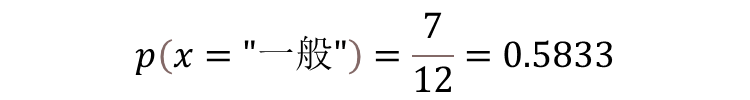 p(x = "一般") = 7/12 = 0.5833